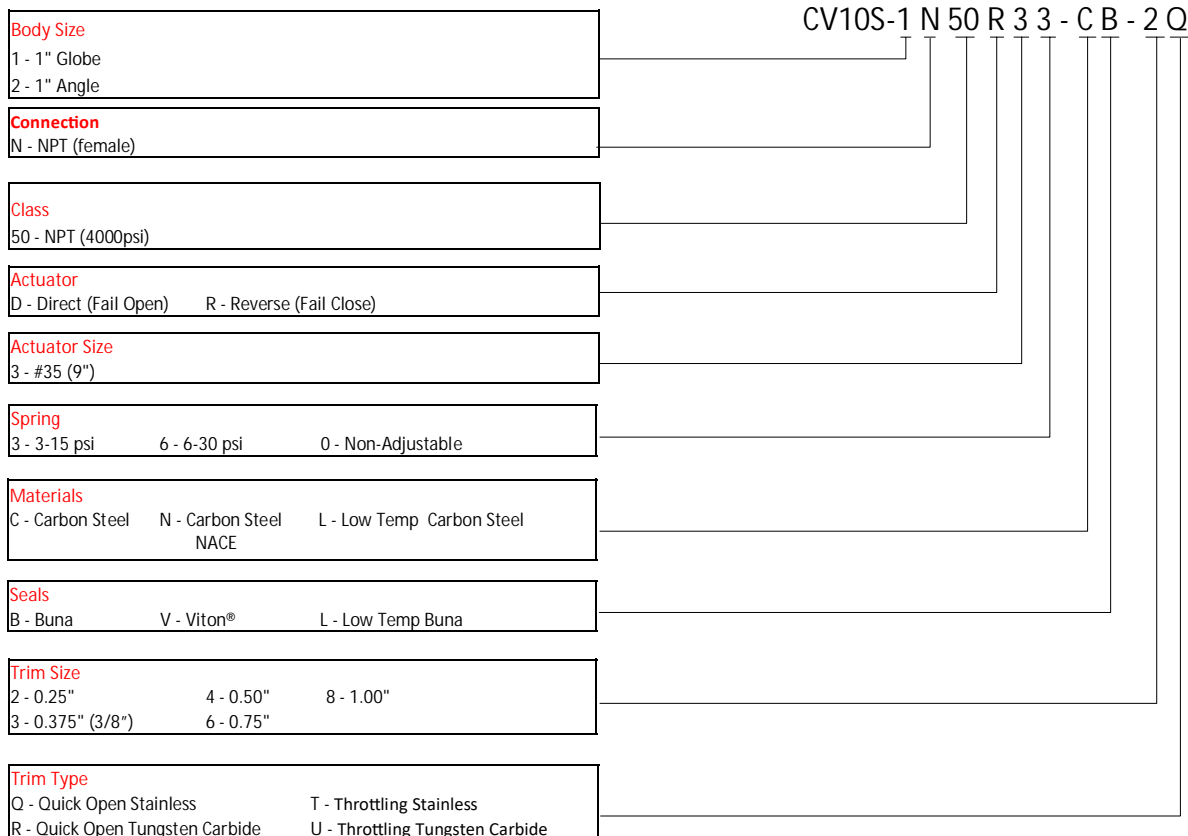 CV10S-1 N 50 R 3 3 - C B - 2 Q
Body Size
1 - 1" Globe
2 - 1" Angle
Connection
N - NPT (female)
Class
50 - NPT (4000psi)
Actuator
D - Direct (Fail Open) R - Reverse (Fail Close)
Actuator Size
3 - #35 (9")
Spring
3 - 3-15 psi 6 - 6-30 psi 0 - Non-Adjustable
Materials
C - Carbon Steel N - Carbon Steel L - Low Temp Carbon Steel
NACE
Seals
B - Buna V - Viton® L - Low Temp Buna
Trim Size
2 - 0.25" 4 - 0.50" 8 - 1.00"
3 - 0.375" (3/8″) 6 - 0.75"
Trim Type
Q - Quick Open Stainless T - Throttling Stainless
R - Quick Open Tungsten Carbide U - Throttling Tungsten Carbide